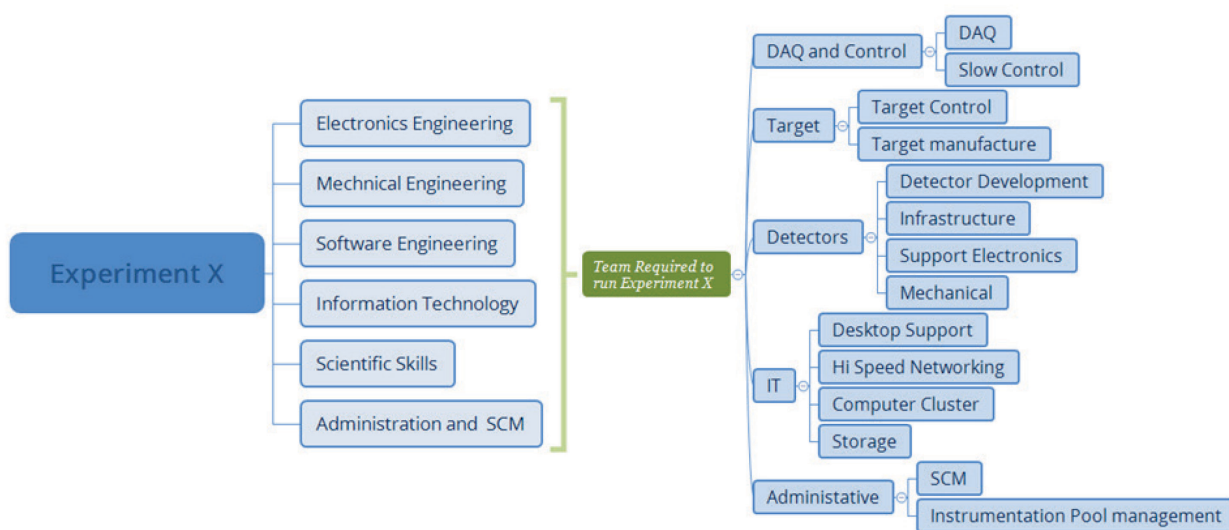 Experiment X
Electronics Engineering
Mechnical Engineering
Software Engineering
Information Technology
Scientific Skills
Administration and SCM
Team Required to
run Experiment X
DAQ and Control
DAQ
Slow Control
Target
Target Control
Target manufacture
Detectors
Detector Development
Infrastructure
Support Electronics
Mechanical
IT
Desktop Support
Hi Speed Networking
Computer Cluster
Storage
Administative
SCM
Instrumentation Pool management